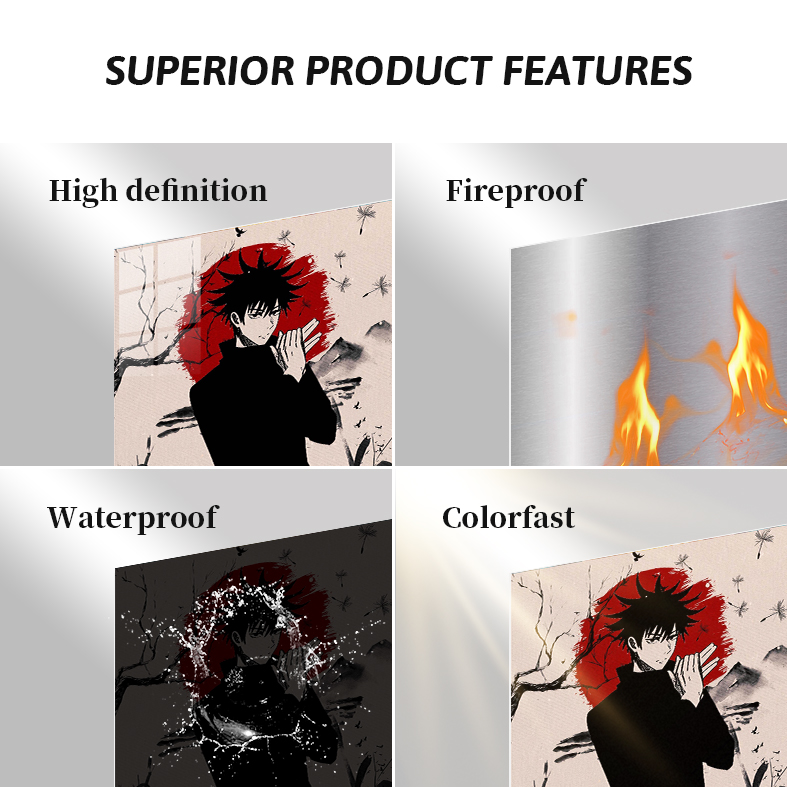 SUPERIOR PRODUCT FEATURES
High definition
Fireproof
Waterproof
Colorfast